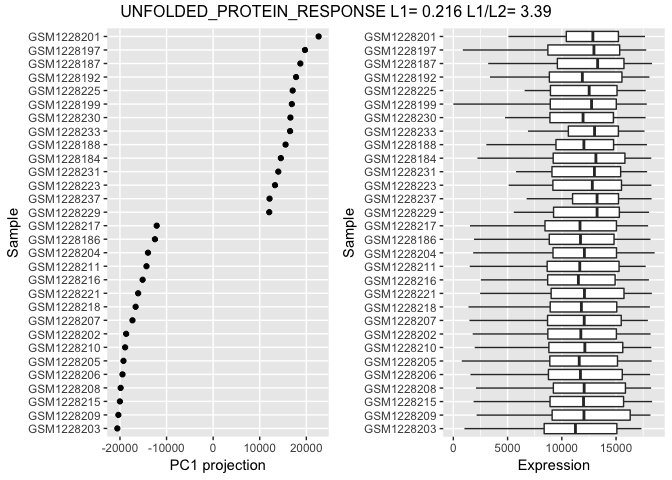 UNFOLDED_PROTEIN_RESPONSE L1= 0.216 L1/L2= 3.39
Sample
GSM1228201
GSM1228197
GSM1228187
GSM1228192
GSM1228225
GSM1228199
GSM1228230
GSM1228233
GSM1228188
GSM1228184
GSM1228231
GSM1228223
GSM1228237
GSM1228229
GSM1228217
GSM1228186
GSM1228204
GSM1228211
GSM1228216
GSM1228221
GSM1228218
GSM1228207
GSM1228202
GSM1228210
GSM1228205
GSM1228206
GSM1228208
GSM1228215
GSM1228209
GSM1228203
-20000 -10000 0 10000 20000
PC1 projection
Sample
GSM1228201
GSM1228197
GSM1228187
GSM1228192
GSM1228225
GSM1228199
GSM1228230
GSM1228233
GSM1228188
GSM1228184
GSM1228231
GSM1228223
GSM1228237
GSM1228229
GSM1228217
GSM1228186
GSM1228204
GSM1228211
GSM1228216
GSM1228221
GSM1228218
GSM1228207
GSM1228202
GSM1228210
GSM1228205
GSM1228206
GSM1228208
GSM1228215
GSM1228209
GSM1228203
0 5000 10000 15000
Expression